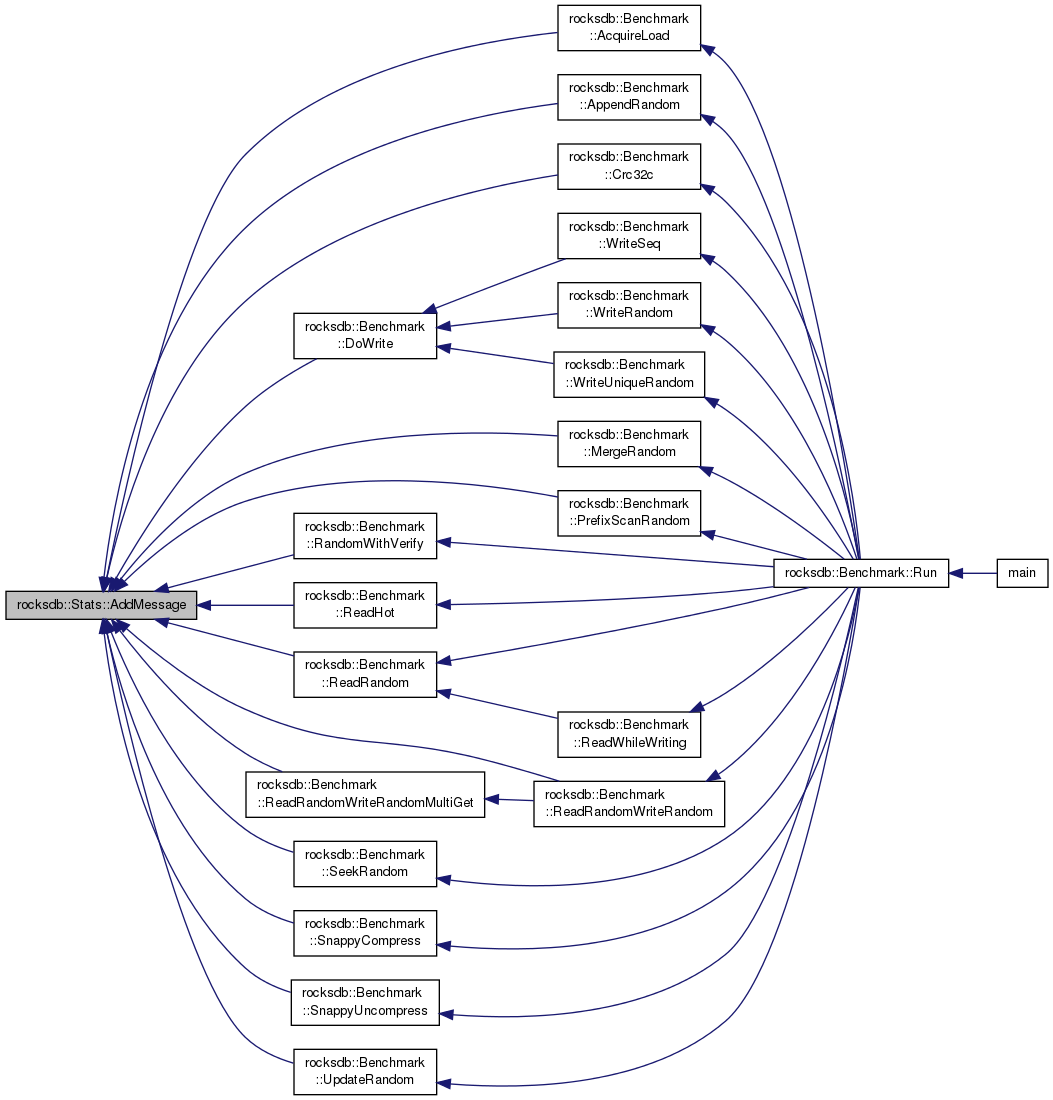 rocksdb::Benchmark
::AcquireLoad
rocksdb::Benchmark
::AppendRandom
rocksdb::Benchmark
::Crc32c
rocksdb::Benchmark
::WriteSeq
rocksdb::Benchmark
::WriteRandom
rocksdb::Benchmark
::DoWrite
rocksdb::Benchmark
::WriteUniqueRandom
rocksdb::Benchmark
::MergeRandom
rocksdb::Benchmark
::PrefixScanRandom
rocksdb::Benchmark
::RandomWithVerify
rocksdb::Benchmark::Run
main
rocksdb::Stats::AddMessage
rocksdb::Benchmark
::ReadHot
rocksdb::Benchmark
::ReadRandom
rocksdb::Benchmark
::ReadWhileWriting
rocksdb::Benchmark
::ReadRandomWriteRandomMultiGet
rocksdb::Benchmark
::ReadRandomWriteRandom
rocksdb::Benchmark
::SeekRandom
rocksdb::Benchmark
::SnappyCompress
rocksdb::Benchmark
::SnappyUncompress
rocksdb::Benchmark
::UpdateRandom